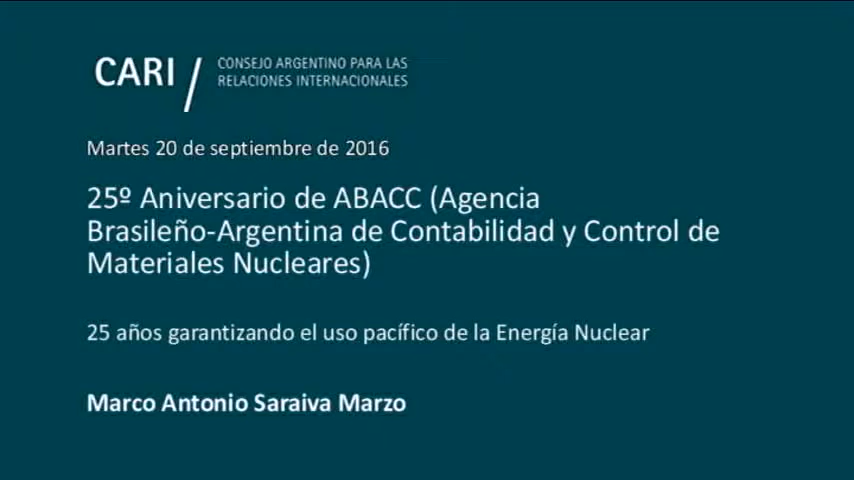 CARI /
CONSEJO ARGENTINO PARA LAS
RELACIONES INTERNACIONALES
Martes 20 de septiembre de 2016
25º Aniversario de ABACC (Agencia
Brasileño-Argentina de Contabilidad y Control de
Materiales Nucleares)
25 años garantizando el uso pacífico de la Energía Nuclear
Marco Antonio Saraiva Marzo